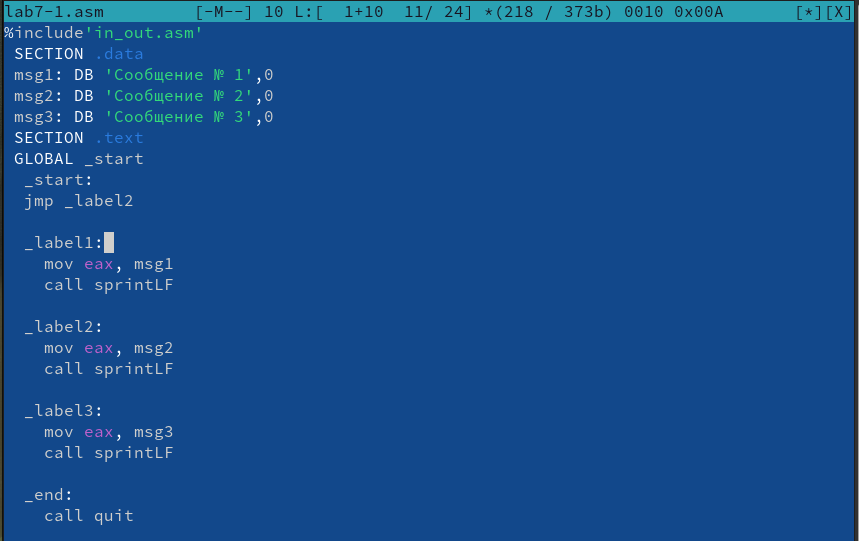 lab7-1.asm [-M--] 10 L:[ 1+10 11/ 24] *(218 / 373b) 0010 0x00A [*][X]
%include'in_out.asm'
SECTION .data
msg1: DB 'Сообщение № 1',0
msg2: DB 'Сообщение № 2',0
msg3: DB 'Сообщение № 3',0
SECTION .text
GLOBAL _start
_start:
jmp _label2
_label1:
mov eax, msg1
call sprintLF
_label2:
mov eax, msg2
call sprintLF
_label3:
mov eax, msg3
call sprintLF
_end:
call quit